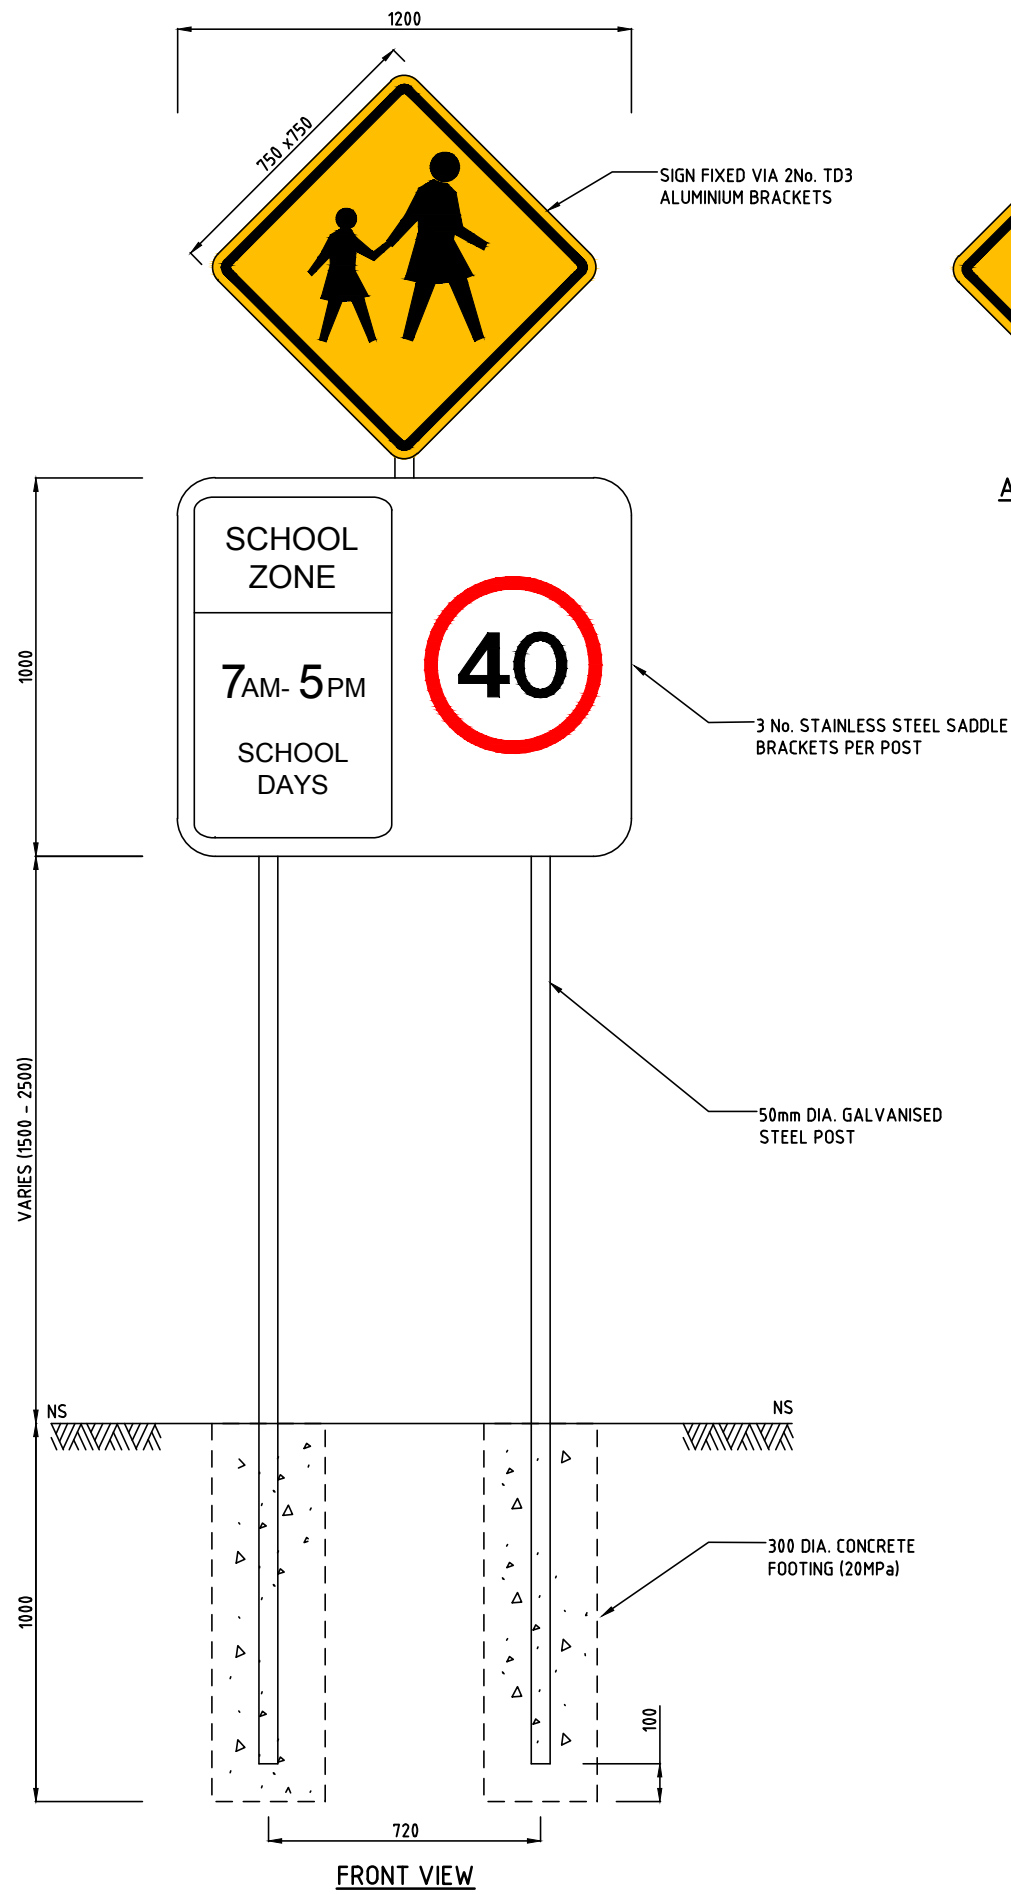 1200
750 x750
SIGN FIXED VIA 2No. TD3
ALUMINIUM BRACKETS
A
SCHOOL
ZONE
7AM- 5PM
SCHOOL
DAYS
40
1000
3 No. STAINLESS STEEL SADDLE
BRACKETS PER POST
VARIES (1500 - 2500)
50mm DIA. GALVANISED
STEEL POST
NS
NS
1000
300 DIA. CONCRETE
FOOTING (20MPa)
100
720
FRONT VIEW